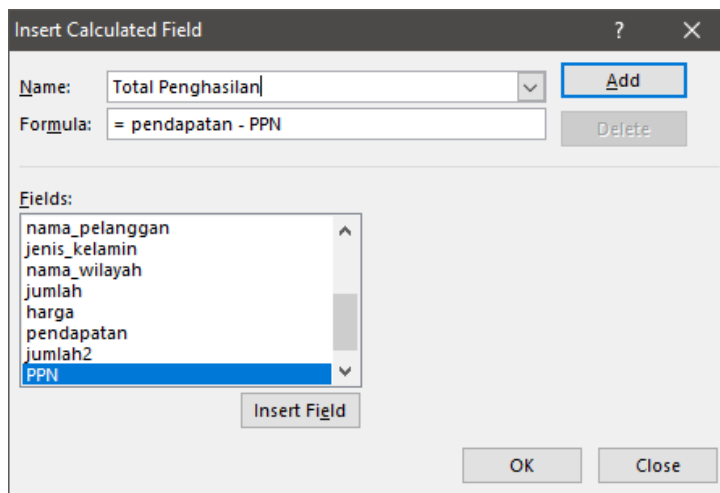 Insert Calculated Field ? X
Name: Total Penghasilan Add
Formula: = pendapatan - PPN Delete
Fields:
nama_pelanggan
jenis_kelamin
nama_wilayah
jumlah
harga
pendapatan
jumlah2
PPN
Insert Field
OK Close